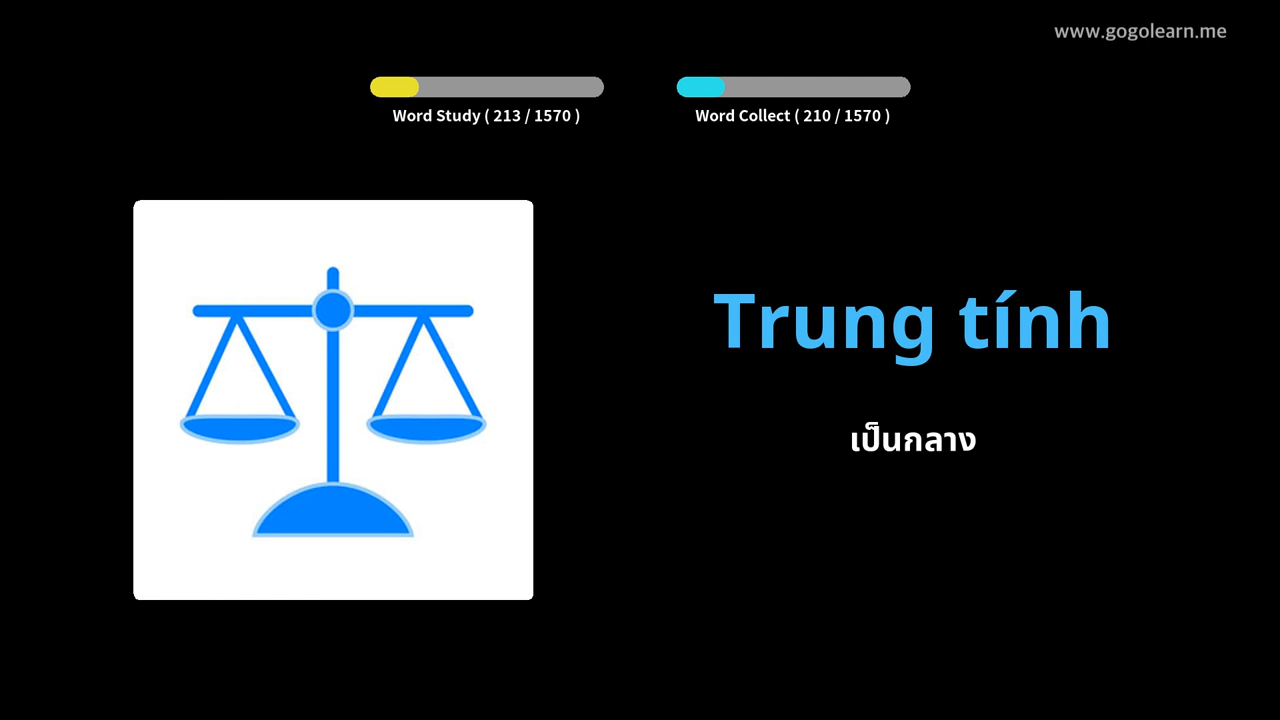 www.gogolearn.me
Word Study ( 213 / 1570 )
Word Collect ( 210 / 1570 )
Trung tính
เป็นกลาง